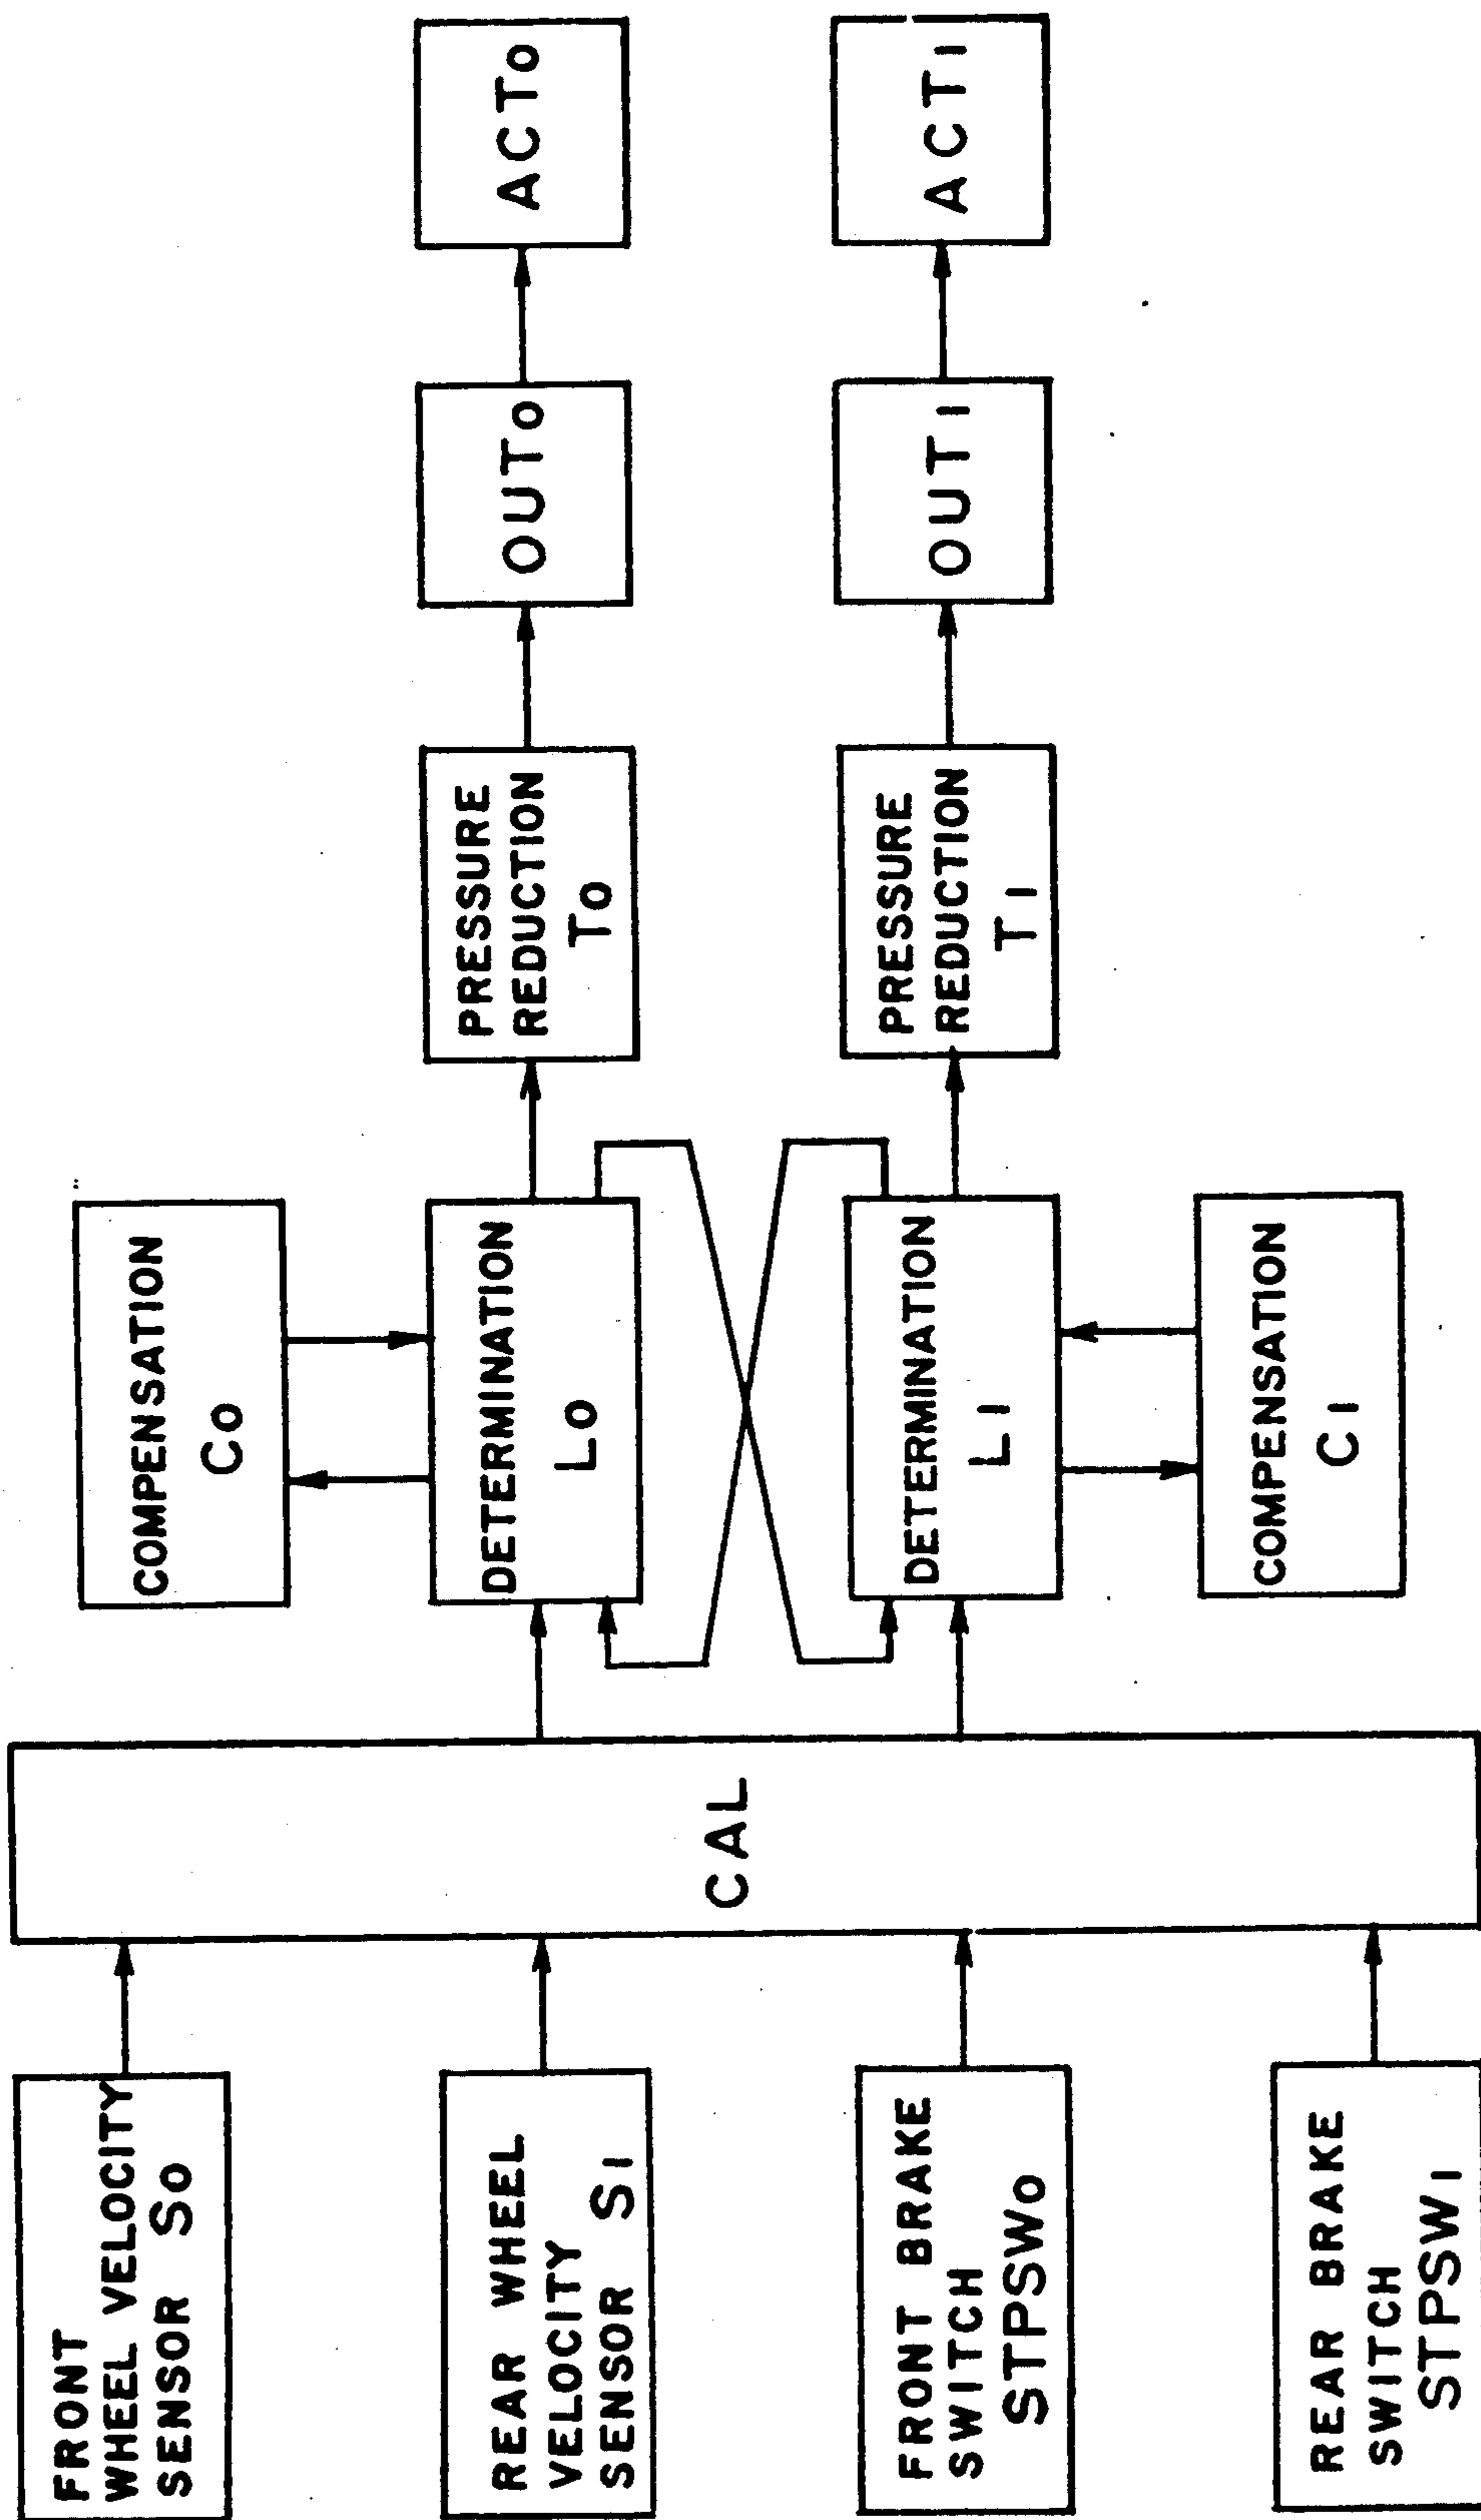 FRONT
WHEEL VELOCITY
SENSOR S0
REAR WHEEL
VELOCITY
SENSOR S1
FRONT BRAKE
SWITCH
STPSW0
REAR BRAKE
SWITCH
STPSW1
CAL
COMPENSATION
C0
DETERMINATION
L0
DETERMINATION
L1
COMPENSATION
C1
PRESSURE
REDUCTION
T0
PRESSURE
REDUCTION
T1
OUT0
OUT1
ACT0
ACT1